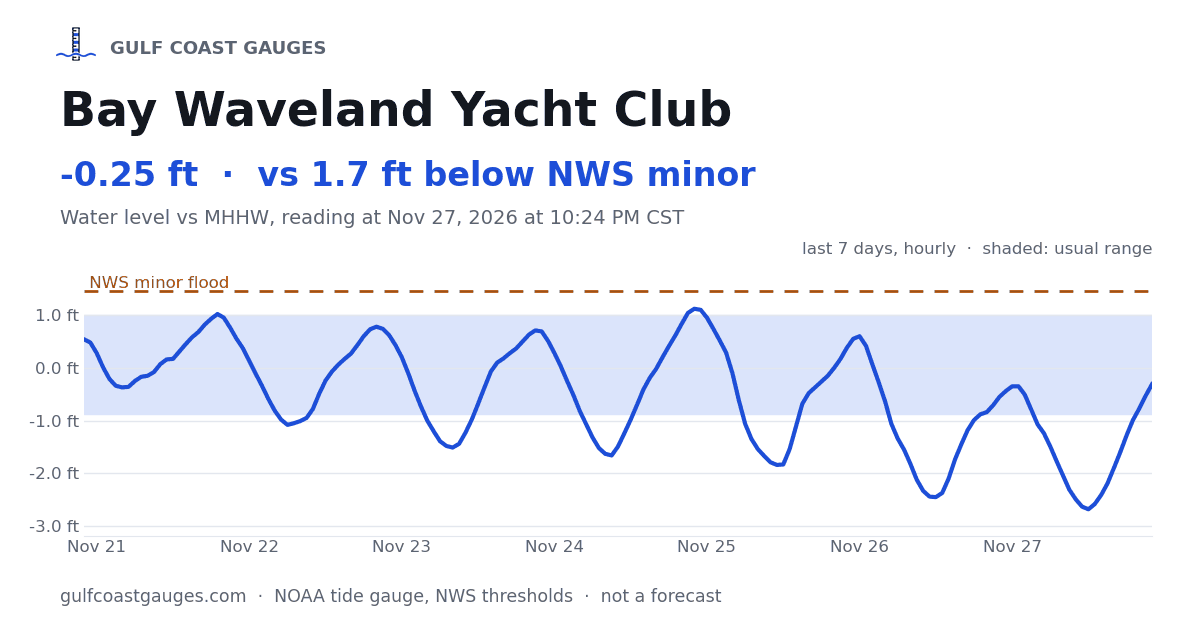 GULF COAST GAUGES
Bay Waveland Yacht Club
-0.25 ft · vs 1.7 ft below NWS minor
Water level vs MHHW, reading at Nov 27, 2026 at 10:24 PM CST
last 7 days, hourly · shaded: usual range
NWS minor flood
1.0 ft
0.0 ft
-1.0 ft
-2.0 ft
-3.0 ft
Nov 21 Nov 22 Nov 23 Nov 24 Nov 25 Nov 26 Nov 27
gulfcoastgauges.com · NOAA tide gauge, NWS thresholds · not a forecast